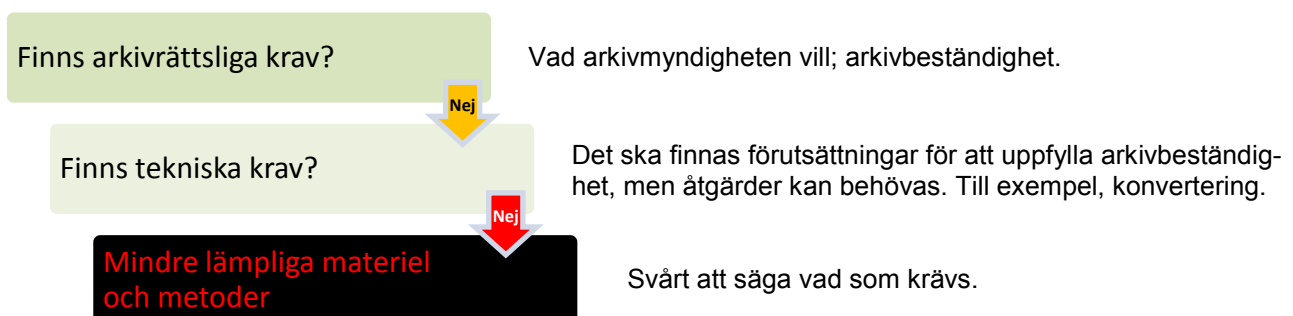 Finns arkivrättsliga krav?
Vad arkivmyndigheten vill; arkivbeständighet.
Nej
Finns tekniska krav?
Det ska finnas förutsättningar för att uppfylla arkivbeständig-
het, men åtgärder kan behövas. Till exempel, konvertering.
Nej
Mindre lämpliga materiel
och metoder
Svårt att säga vad som krävs.